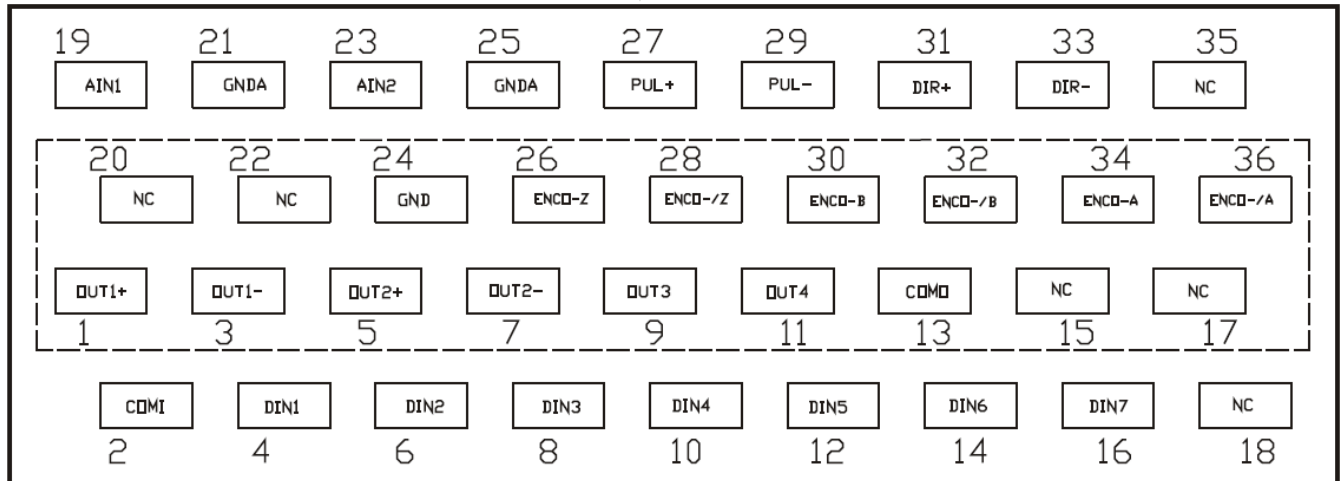 19 21 23 25 27 29 31 33 35
AIN1 GNDA AIN2 GNDA PUL+ PUL- DIR+ DIR- NC
20 22 24 26 28 30 32 34 36
NC NC GND ENCO-Z ENCO-/Z ENCO-B ENCO-/B ENCO-A ENCO-/A
OUT1+ OUT1- OUT2+ OUT2- OUT3 OUT4 COMO NC NC
1 3 5 7 9 11 13 15 17
COMI DIN1 DIN2 DIN3 DIN4 DIN5 DIN6 DIN7 NC
2 4 6 8 10 12 14 16 18